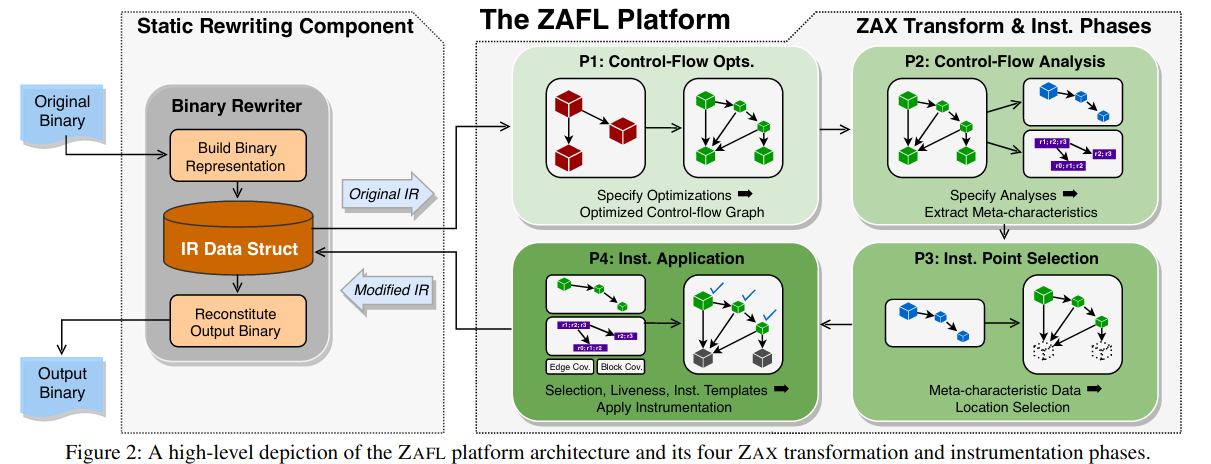 The ZAFL Platform
Static Rewriting Component
ZAX Transform & Inst. Phases
Original
Binary
Binary Rewriter
Build Binary
Representation
IR Data Struct
Reconstitute
Output Binary
Output
Binary
Original IR
Modified IR
P1: Control-Flow Opts.
Specify Optimizations ➡
Optimized Control-flow Graph
P2: Control-Flow Analysis
r1; r2; r3
r2; r3
r0; r1; r2
Specify Analyses ➡
Extract Meta-characteristics
P4: Inst. Application
r1; r2; r3
r2; r3
r0; r1; r2
Edge Cov.
Block Cov.
Selection, Liveness, Inst. Templates ➡
Apply Instrumentation
P3: Inst. Point Selection
Meta-characteristic Data ➡
Location Selection
Figure 2: A high-level depiction of the ZAFL platform architecture and its four ZAX transformation and instrumentation phases.